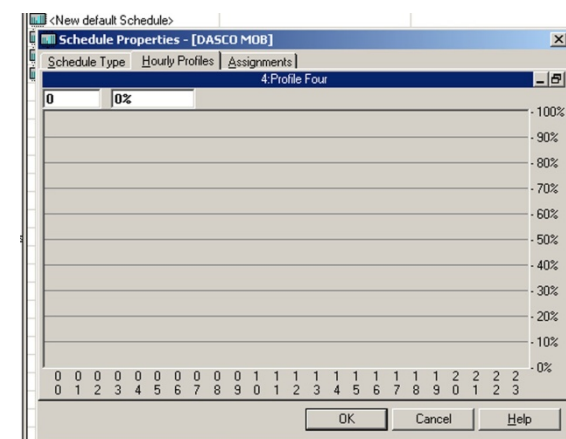 <New default Schedule>
Schedule Properties - [DASCO MOB]
Schedule Type Hourly Profiles Assignments
4:Profile Four
0 0%
100%
90%
80%
70%
60%
50%
40%
30%
20%
10%
0%
0 0 0 0 0 0 0 0 0 0 1 1 1 1 1 1 1 1 1 1 2 2 2 2
0 1 2 3 4 5 6 7 8 9 0 1 2 3 4 5 6 7 8 9 0 1 2 3
OK Cancel Help